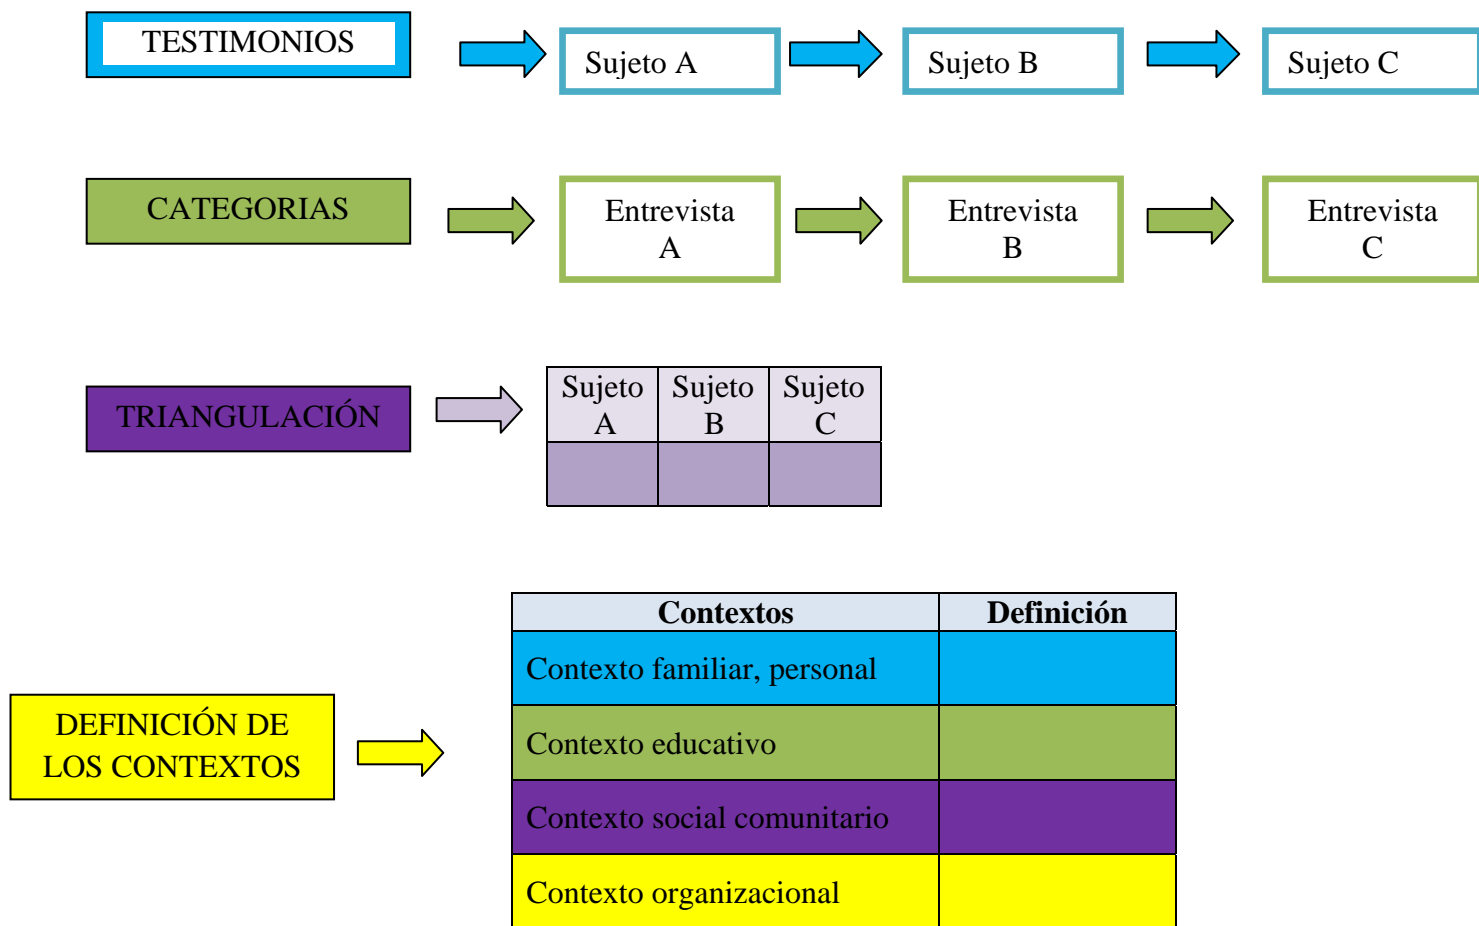 TESTIMONIOS
Sujeto A
Sujeto B
Sujeto C
CATEGORIAS
Entrevista
A
Entrevista
B
Entrevista
C
TRIANGULACIÓN
Sujeto
A
Sujeto
B
Sujeto
C
DEFINICIÓN DE
LOS CONTEXTOS
Contextos
Definición
Contexto familiar, personal
Contexto educativo
Contexto social comunitario
Contexto organizacional